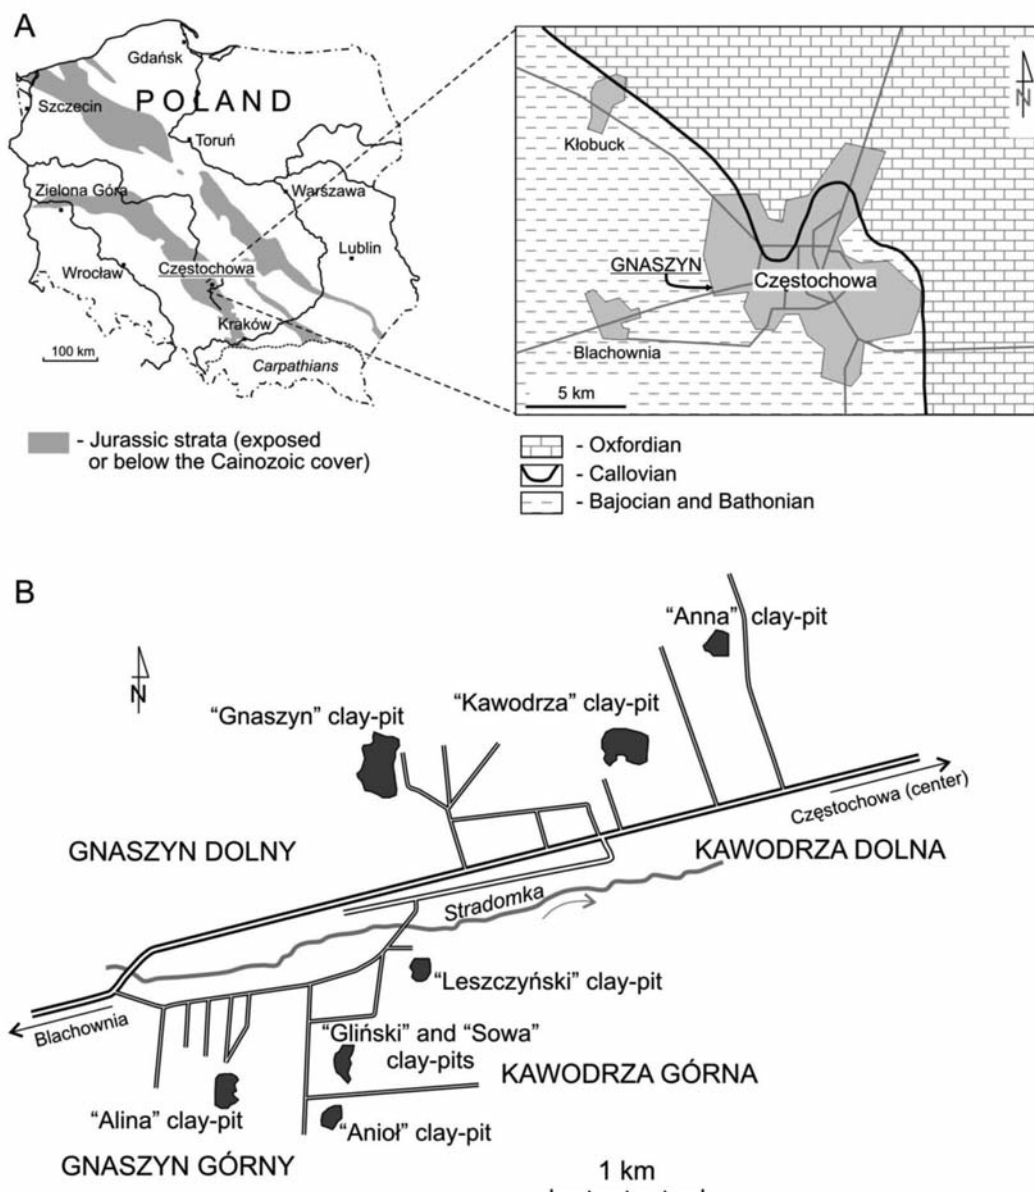 A
Gdańsk
POLAND
Szczecin
Toruń
Zielona Góra
Warszawa
Lublin
Wrocław
Częstochowa
Kraków
100 km
Carpathians
N
Kłobuck
GNASZYN
Częstochowa
Blachownia
5 km
- Jurassic strata (exposed
or below the Cainozoic cover)
- Oxfordian
- Callovian
- Bajocian and Bathonian
B
N
"Anna" clay-pit
"Gnaszyn" clay-pit
"Kawodrza" clay-pit
Częstochowa (center)
GNASZYN DOLNY
KAWODRZA DOLNA
Stradomka
"Leszczyński" clay-pit
Blachownia
"Gliński" and "Sowa"
clay-pits
KAWODRZA GÓRNA
"Alina" clay-pit
"Anioł" clay-pit
GNASZYN GÓRNY
1 km